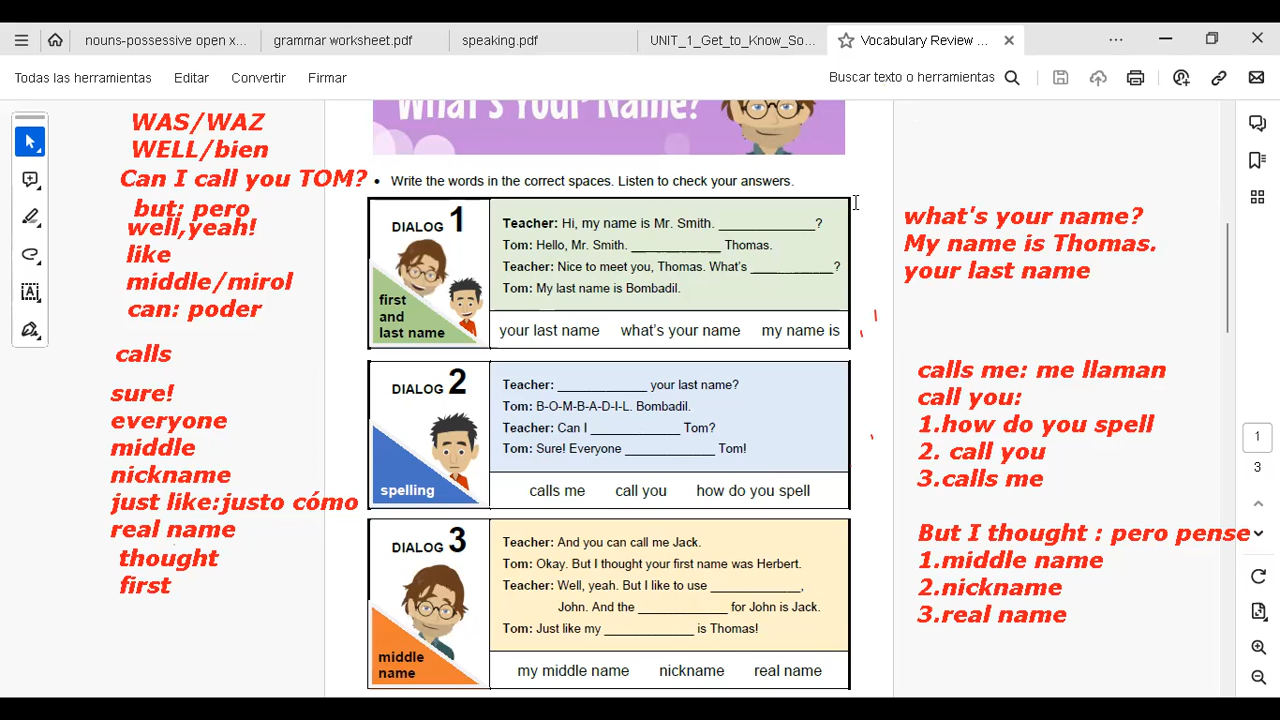 nouns-possessive open x...
grammar worksheet.pdf
speaking.pdf
UNIT_1_Get_to_Know_So...
Vocabulary Review ...
Todas las herramientas
Editar
Convertir
Firmar
Buscar texto o herramientas
WAS/WAZ
WELL/bien
Can I call you TOM?
but: pero
well,yeah!
like
middle/mirol
can: poder
calls
sure!
everyone
middle
nickname
just like:justo cómo
real name
thought
first
What's Your Name?
• Write the words in the correct spaces. Listen to check your answers.
DIALOG 1
first
and
last name
Teacher: Hi, my name is Mr. Smith. ______________?
Tom: Hello, Mr. Smith. _____________ Thomas.
Teacher: Nice to meet you, Thomas. What's ____________?
Tom: My last name is Bombadil.
your last name what's your name my name is
DIALOG 2
spelling
Teacher: _____________ your last name?
Tom: B-O-M-B-A-D-I-L. Bombadil.
Teacher: Can I _____________ Tom?
Tom: Sure! Everyone _____________ Tom!
calls me call you how do you spell
DIALOG 3
middle
name
Teacher: And you can call me Jack.
Tom: Okay. But I thought your first name was Herbert.
Teacher: Well, yeah. But I like to use _____________,
John. And the _____________ for John is Jack.
Tom: Just like my _____________ is Thomas!
my middle name nickname real name
what's your name?
My name is Thomas.
your last name
calls me: me llaman
call you:
1.how do you spell
2. call you
3.calls me
But I thought : pero pense
1.middle name
2.nickname
3.real name
1
3